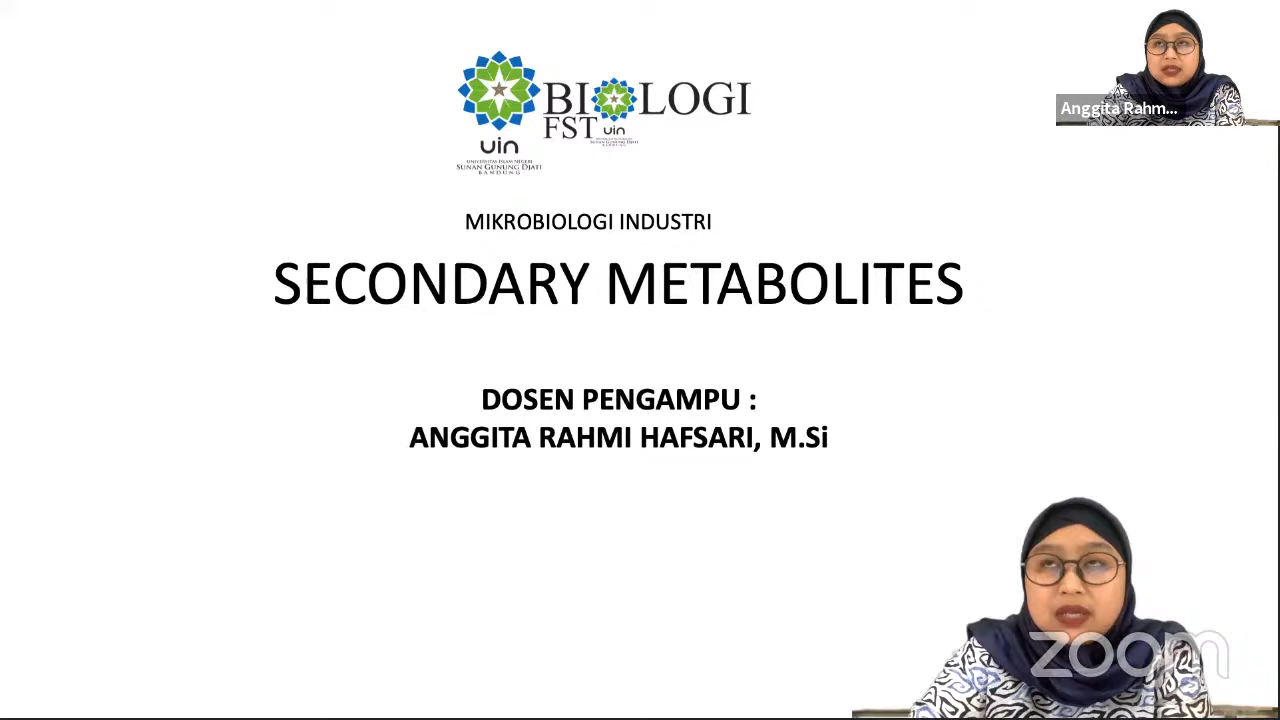 BIOLOGI
FST
uin
uin
UNIVERSITAS ISLAM NEGERI
SUNAN GUNUNG DJATI
BANDUNG
Anggita Rahm...
MIKROBIOLOGI INDUSTRI
SECONDARY METABOLITES
DOSEN PENGAMPU :
ANGGITA RAHMI HAFSARI, M.Si
zoom